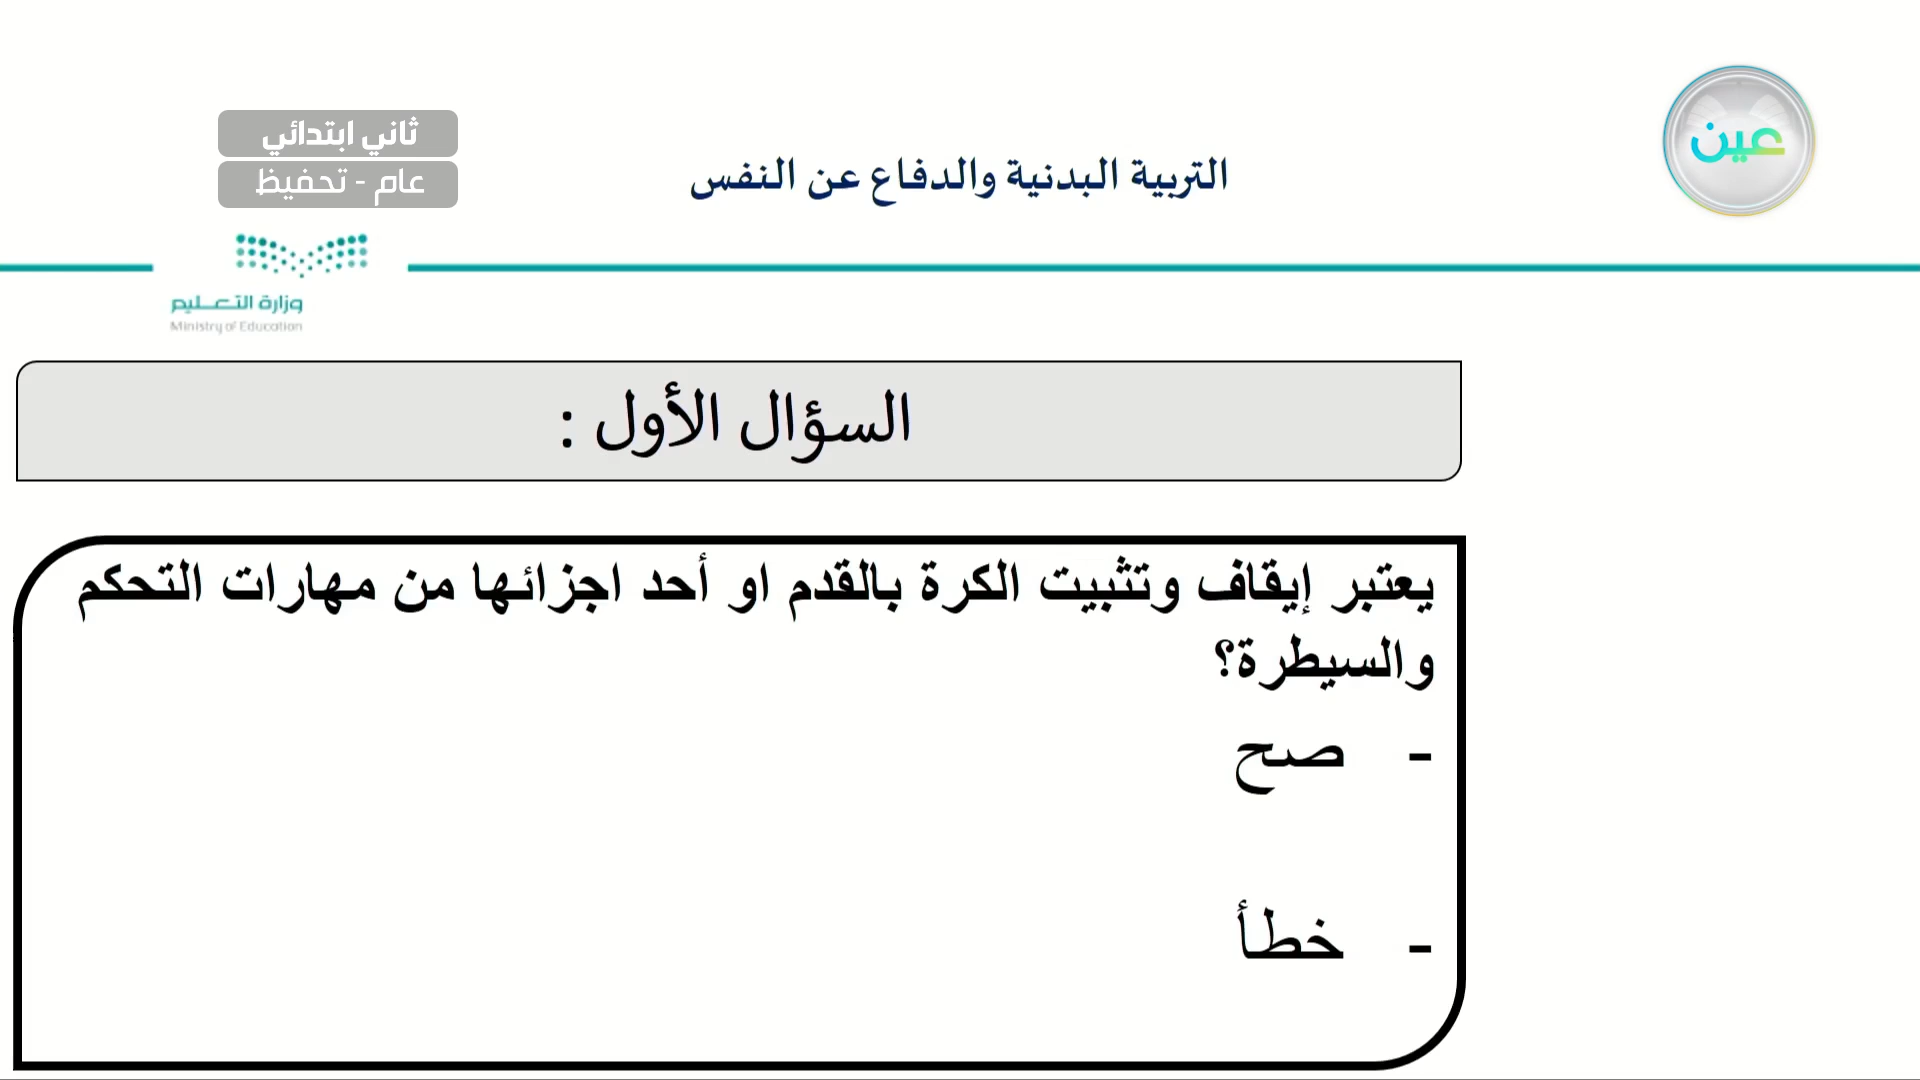 عين
ثاني ابتدائي
عام - تحفيظ
التربية البدنية والدفاع عن النفس
وزارة التعليم
Ministry of Education
السؤال الأول :
يعتبر إيقاف وتثبيت الكرة بالقدم او أحد اجزائها من مهارات التحكم
والسيطرة؟
- صح
- خطأ